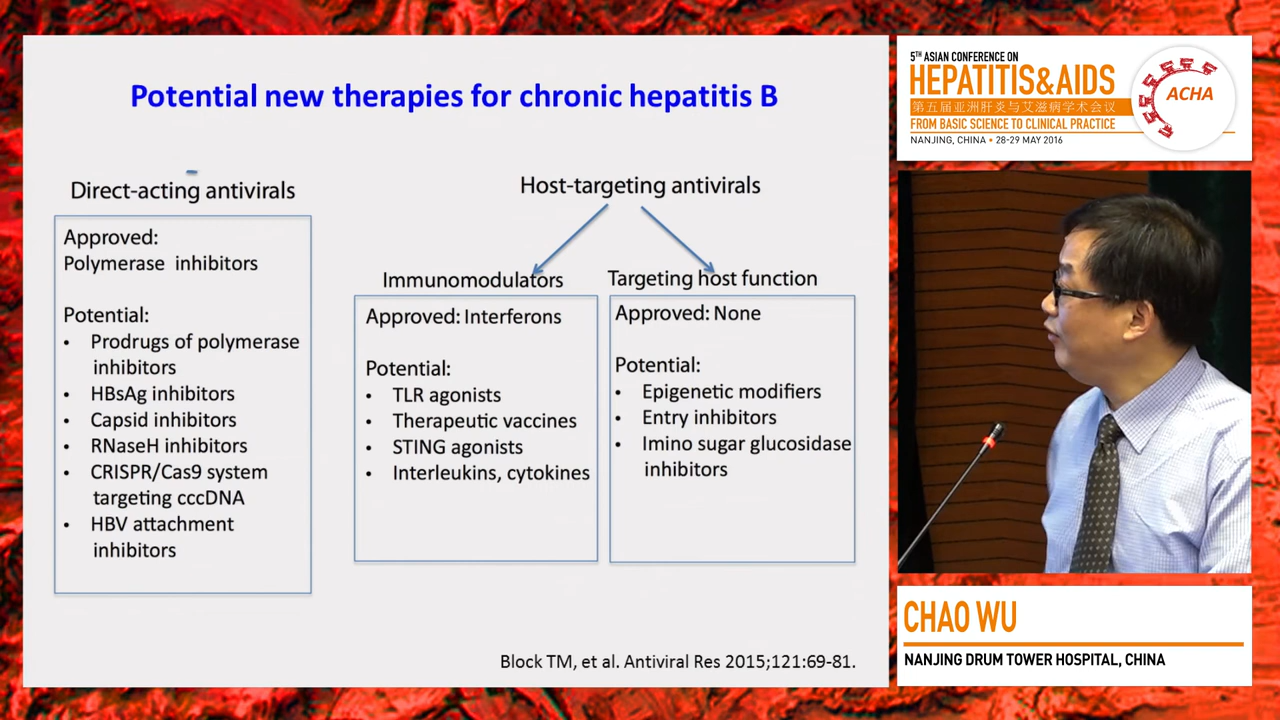 Potential new therapies for chronic hepatitis B
Direct-acting antivirals
Approved:
Polymerase inhibitors
Potential:
• Prodrugs of polymerase
inhibitors
• HBsAg inhibitors
• Capsid inhibitors
• RNaseH inhibitors
• CRISPR/Cas9 system
targeting cccDNA
• HBV attachment
inhibitors
Host-targeting antivirals
Immunomodulators
Approved: Interferons
Potential:
• TLR agonists
• Therapeutic vaccines
• STING agonists
• Interleukins, cytokines
Targeting host function
Approved: None
Potential:
• Epigenetic modifiers
• Entry inhibitors
• Imino sugar glucosidase
inhibitors
Block TM, et al. Antiviral Res 2015;121:69-81.
5TH ASIAN CONFERENCE ON
HEPATITIS&AIDS
第五届亚洲肝炎与艾滋病学术会议
FROM BASIC SCIENCE TO CLINICAL PRACTICE
NANJING, CHINA • 28-29 MAY 2016
ACHA
CHAO WU
NANJING DRUM TOWER HOSPITAL, CHINA